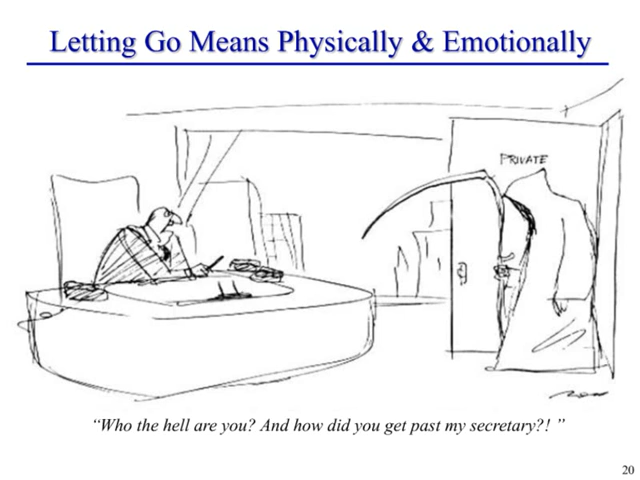 Letting Go Means Physically & Emotionally
PRIVATE
“Who the hell are you? And how did you get past my secretary?! ”
20